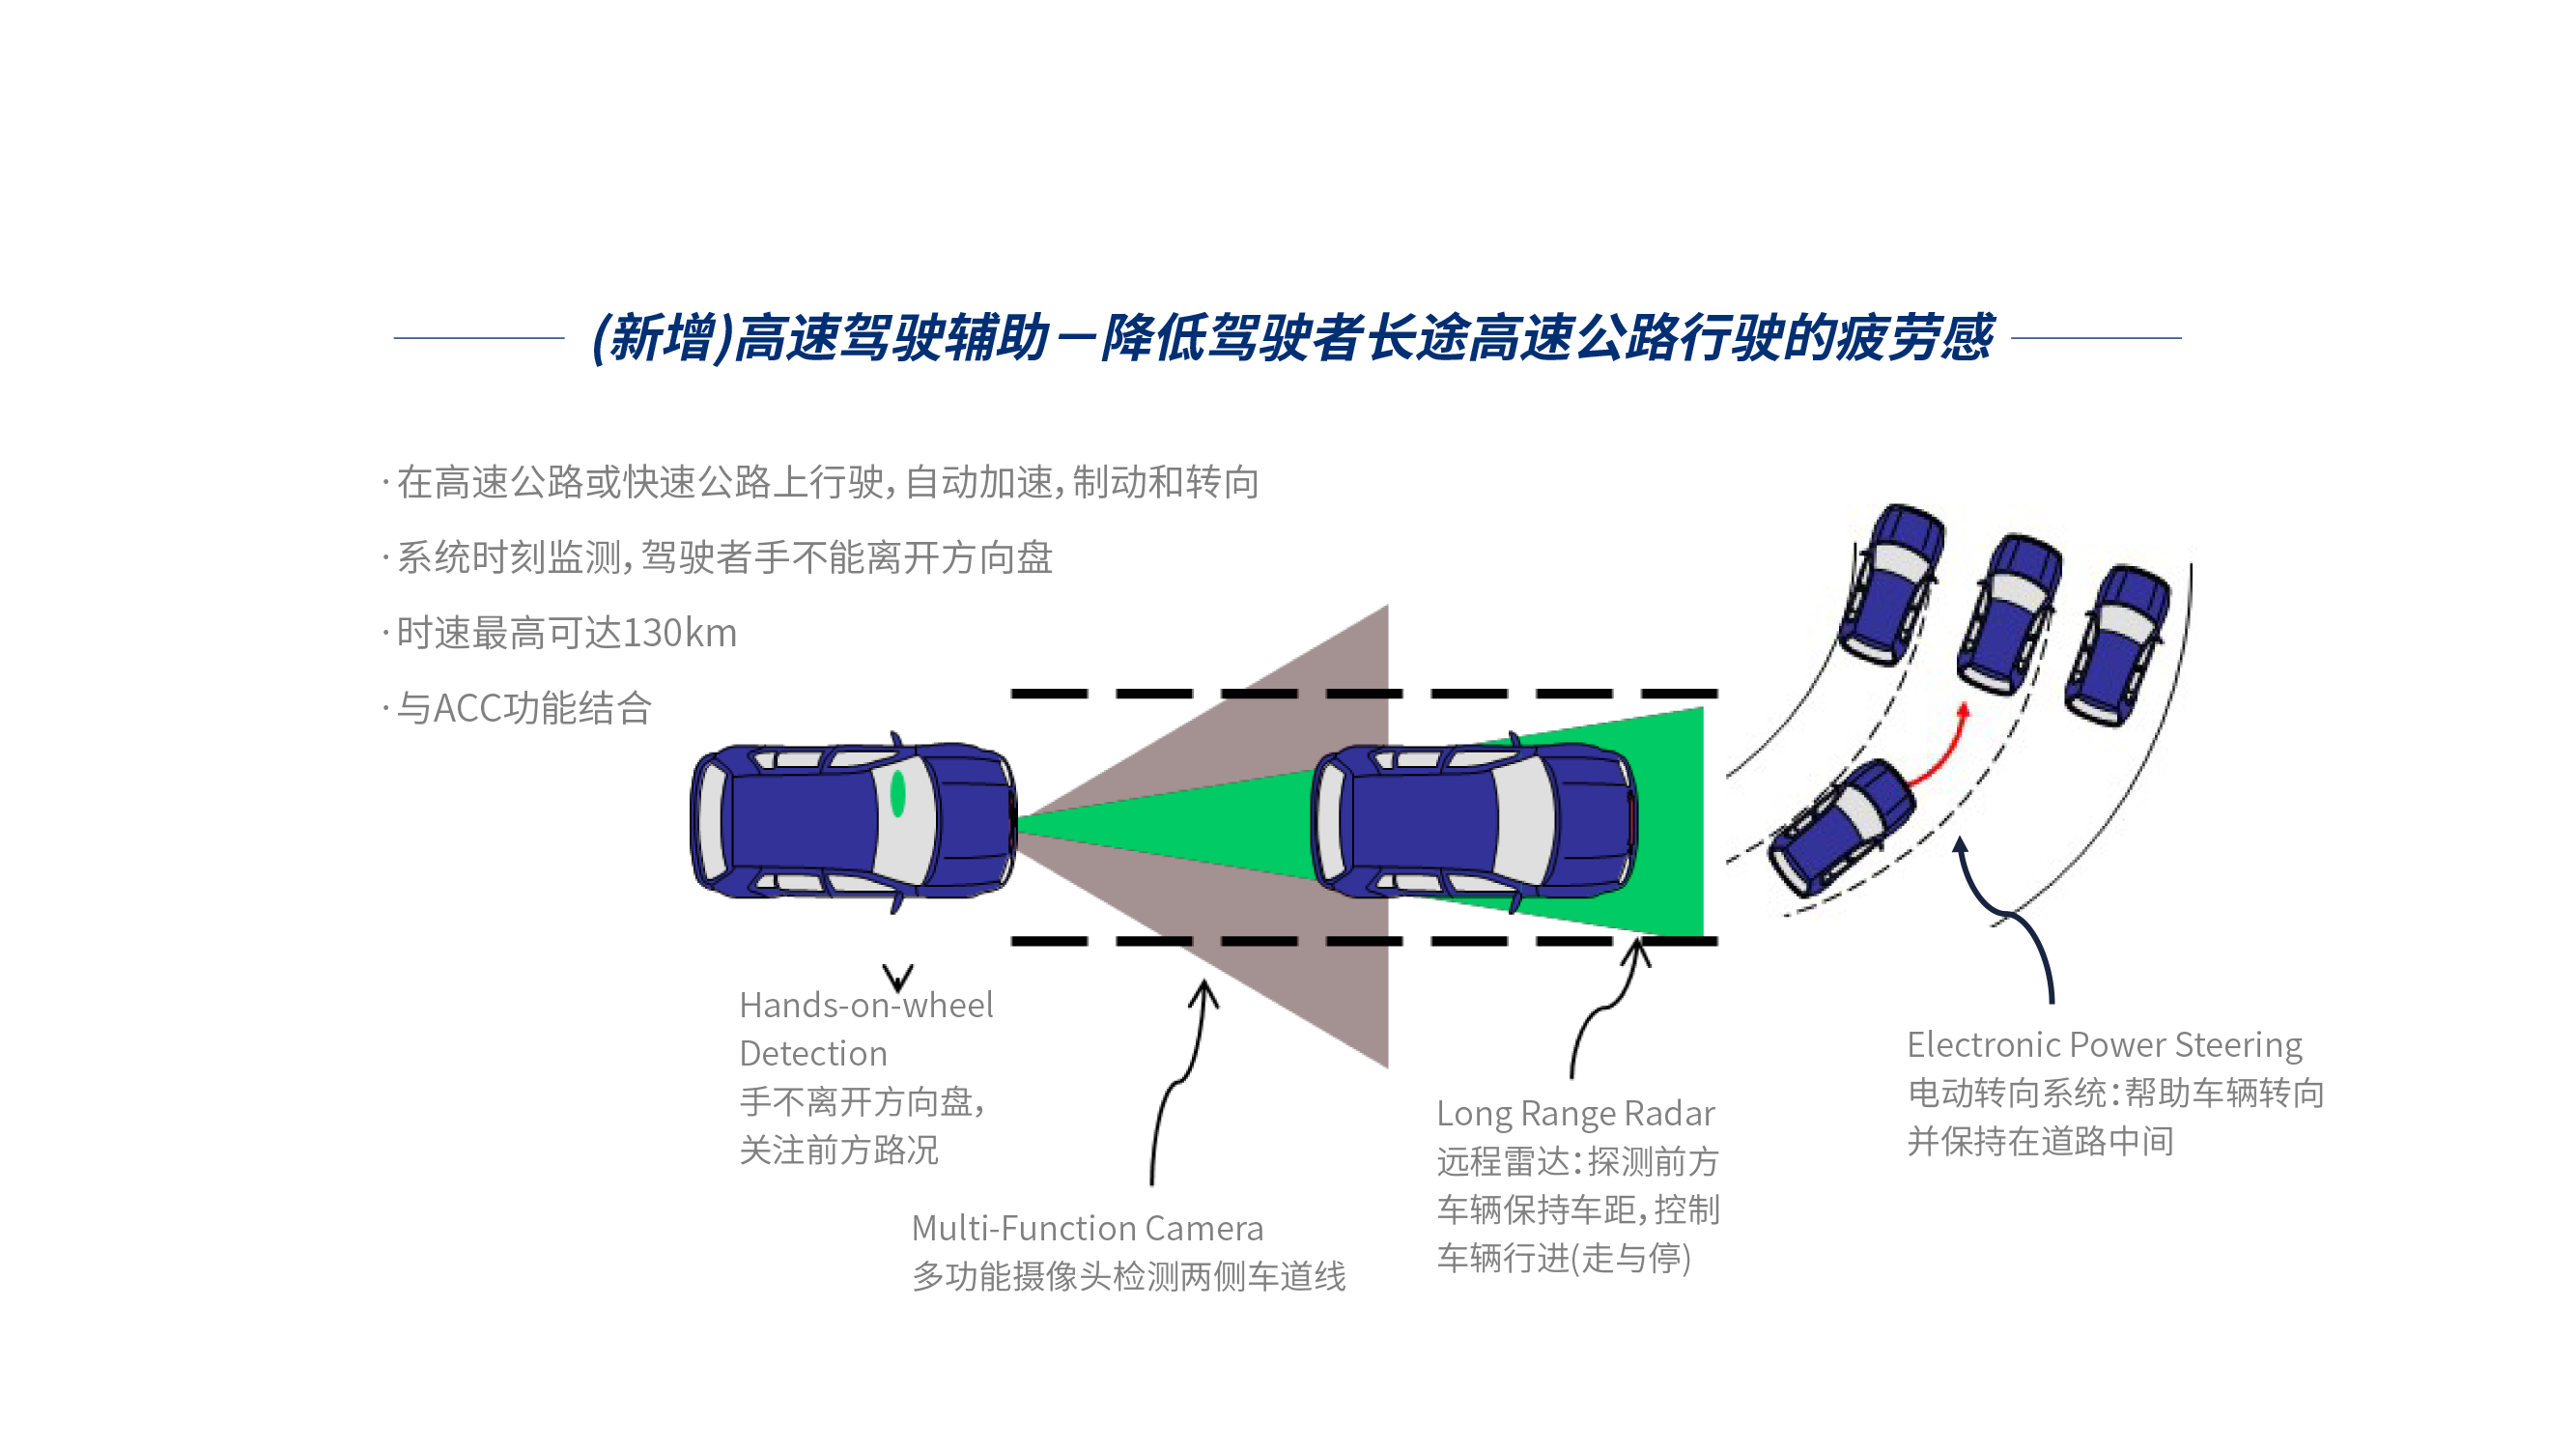 (新增)高速驾驶辅助－降低驾驶者长途高速公路行驶的疲劳感
·在高速公路或快速公路上行驶，自动加速，制动和转向
·系统时刻监测，驾驶者手不能离开方向盘
·时速最高可达130km
·与ACC功能结合
Hands-on-wheel
Detection
手不离开方向盘，
关注前方路况
Multi-Function Camera
多功能摄像头检测两侧车道线
Long Range Radar
远程雷达：探测前方
车辆保持车距，控制
车辆行进(走与停)
Electronic Power Steering
电动转向系统：帮助车辆转向
并保持在道路中间